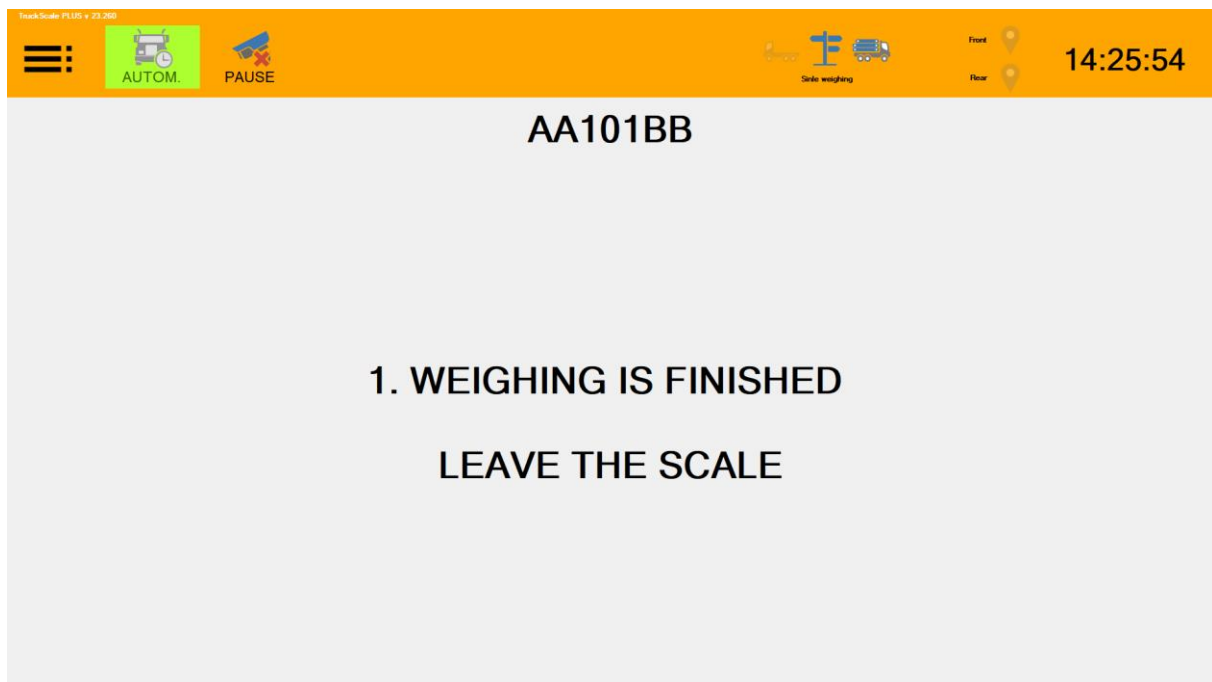 TruckScale PLUS v 23.260
AUTOM.
PAUSE
Sinle weighing
Front
Rear
14:25:54
AA101BB
1. WEIGHING IS FINISHED
LEAVE THE SCALE